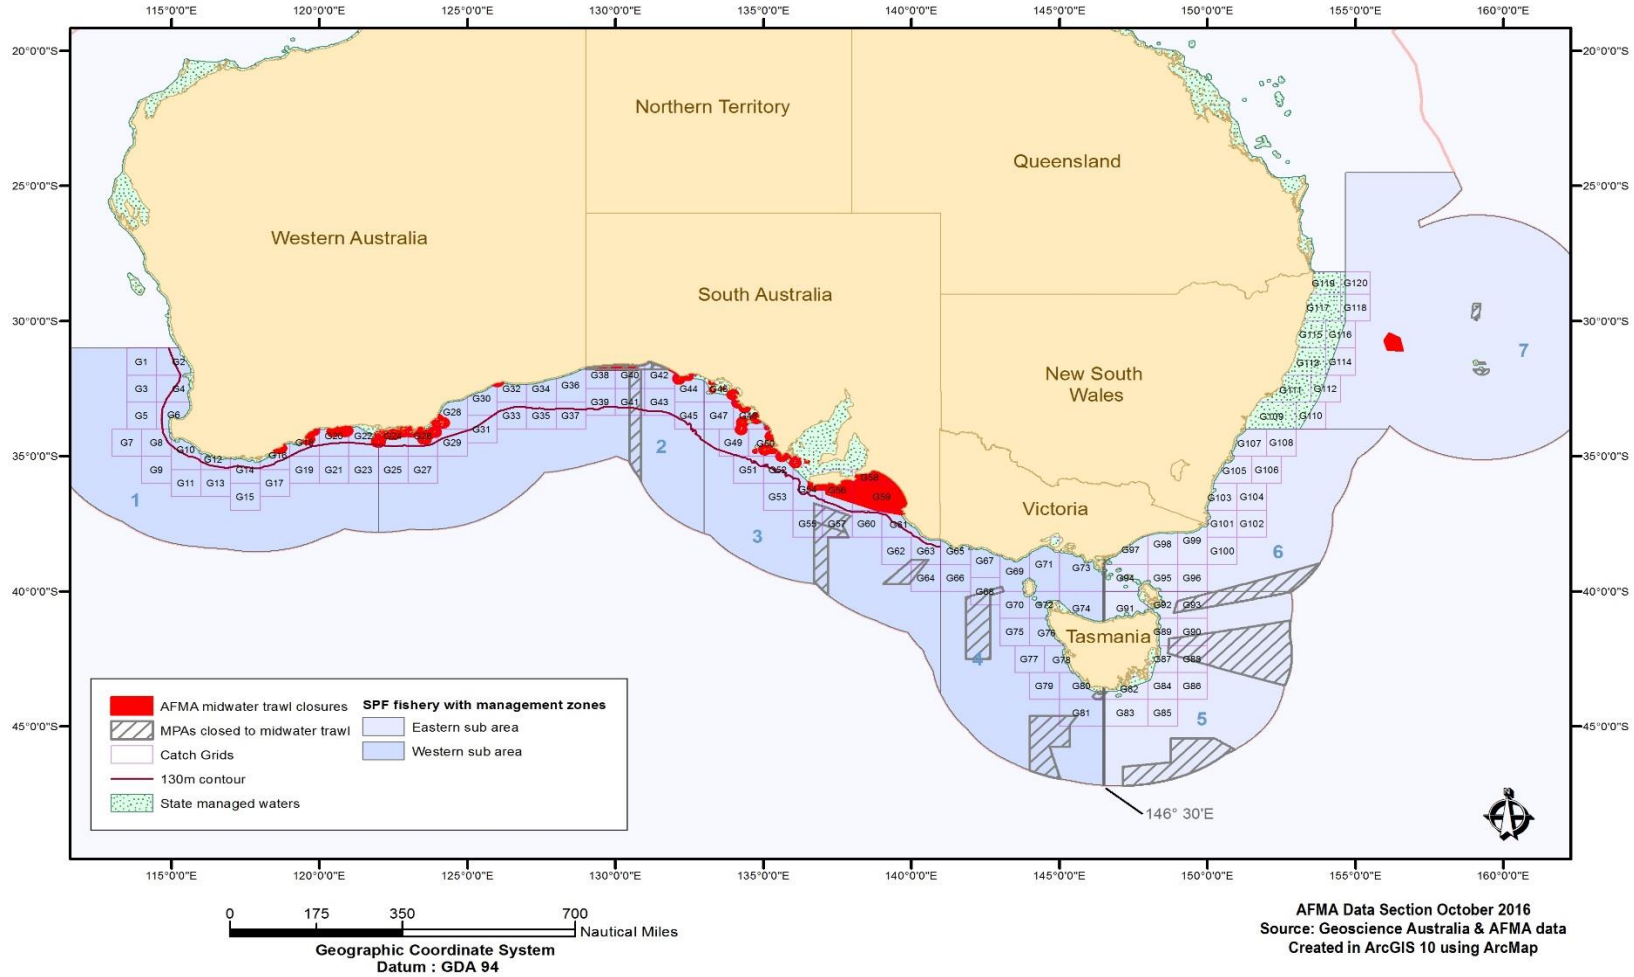 115°0'0"E 120°0'0"E 125°0'0"E 130°0'0"E 135°0'0"E 140°0'0"E 145°0'0"E 150°0'0"E 155°0'0"E 160°0'0"E
20°0'0"S 20°0'0"S
Northern Territory
Queensland
25°0'0"S 25°0'0"S
Western Australia
South Australia
G119 G120
G117 G118
30°0'0"S 30°0'0"S
G115 G116
7
G1 G2
G113 G114
G38 G40 G42
New South
Wales
G3 G4
G32 G34 G36 G44 G46
G111 G112
G30 G39 G41 G43
G5 G6
G28 G33 G35 G37 G45 G47
G109 G110
G7 G8 G10 G12 G14 G16 G18 G20 G22 G24 G26 G29 G31
2
G49 G50
G107 G108
35°0'0"S 35°0'0"S
G9 G11 G13 G15 G17 G19 G21 G23 G25 G27
G51 G52
G105 G106
1
G53 G54 G56 G58 G59
G103 G104
Victoria
3
G55 G57 G60 G61
G101 G102
G62 G63 G65 G67
G97 G98 G99 G100
6
G64 G66 G68 G69 G71 G73
G94 G95 G96
40°0'0"S 40°0'0"S
G70 G72 G74 G91 G92 G93
G75 G76
Tasmania
G89 G90
4
G77 G78 G87 G88
G79 G80 G82 G84 G86
G81 G83 G85
5
45°0'0"S 45°0'0"S
146° 30'E
AFMA midwater trawl closures
MPAs closed to midwater trawl
Catch Grids
130m contour
State managed waters
SPF fishery with management zones
Eastern sub area
Western sub area
N
115°0'0"E 120°0'0"E 125°0'0"E 130°0'0"E 135°0'0"E 140°0'0"E 145°0'0"E 150°0'0"E 155°0'0"E 160°0'0"E
0 175 350 700
Nautical Miles
Geographic Coordinate System
Datum : GDA 94
AFMA Data Section October 2016
Source: Geoscience Australia & AFMA data
Created in ArcGIS 10 using ArcMap